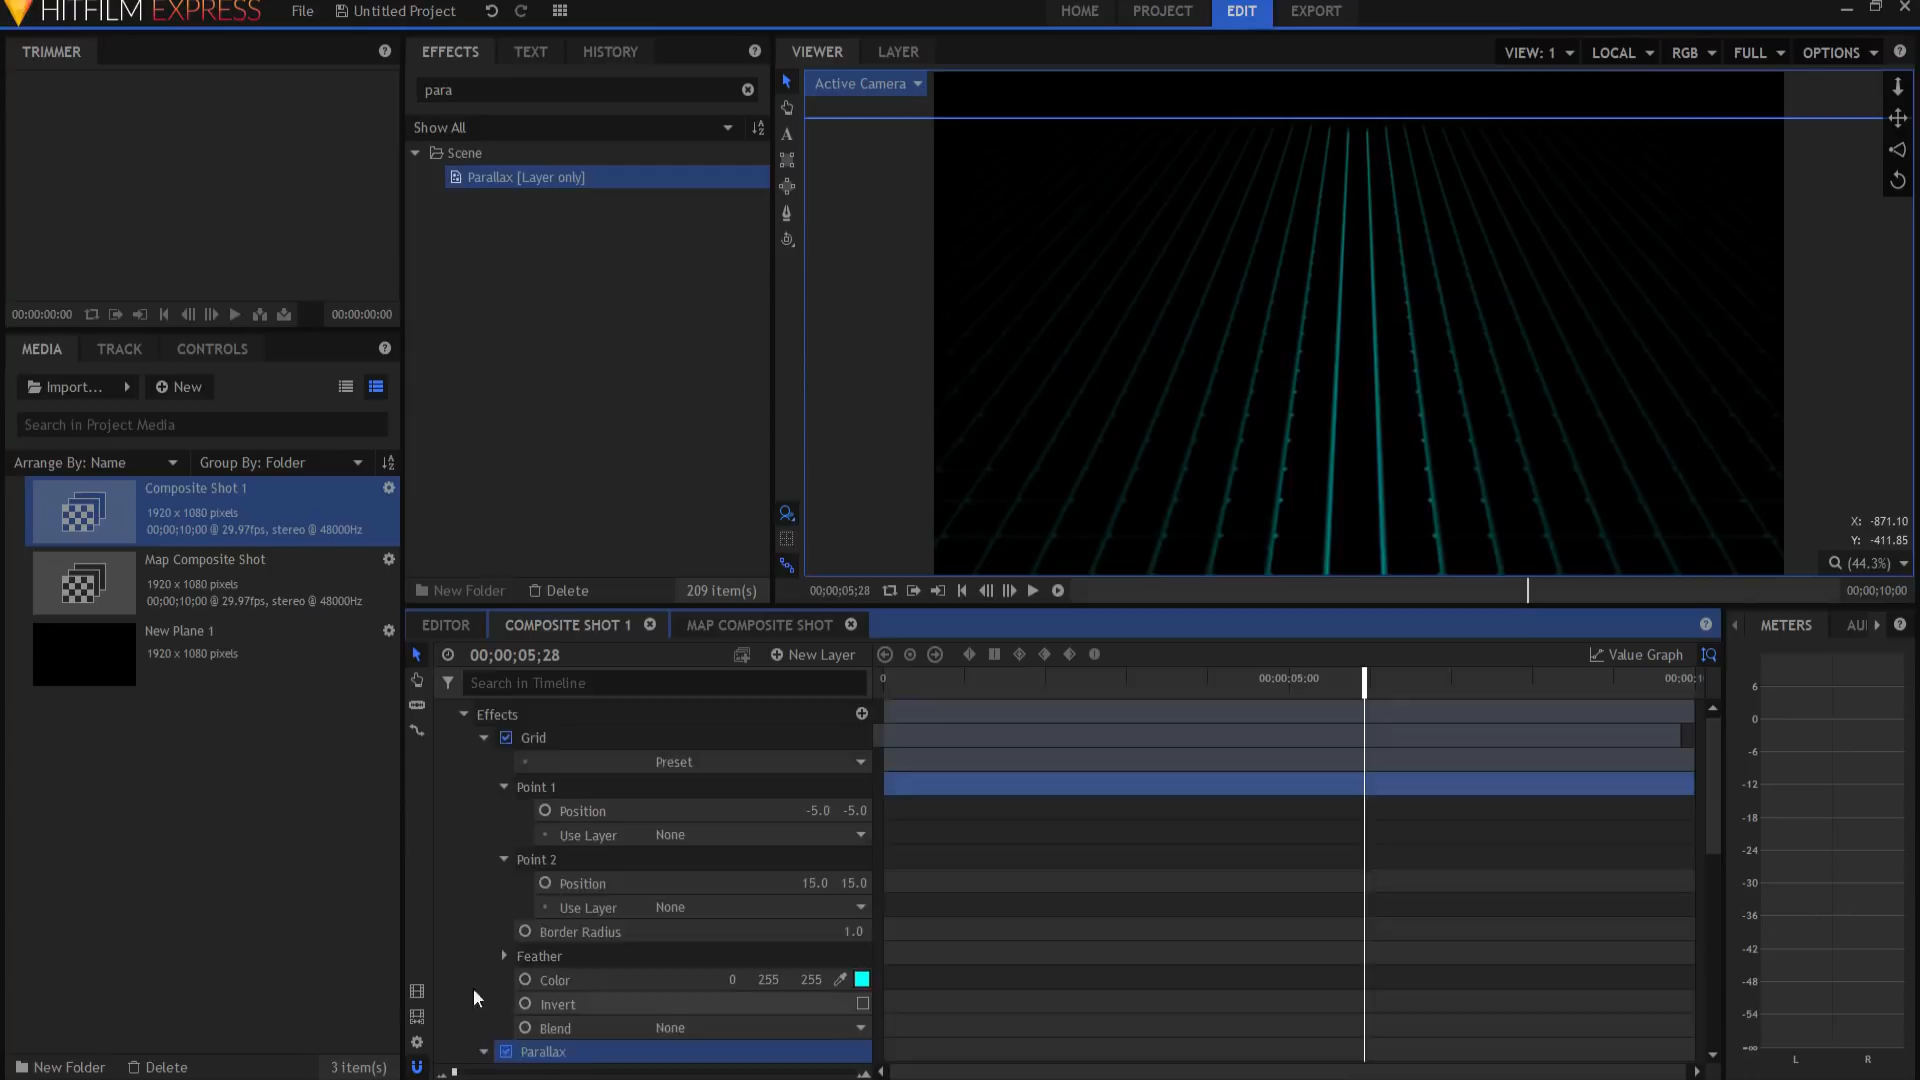 HITFILM EXPRESS File Untitled Project HOME PROJECT EDIT EXPORT
TRIMMER
EFFECTS TEXT HISTORY
VIEWER LAYER VIEW: 1 LOCAL RGB FULL OPTIONS
para
Show All
Scene
Parallax [Layer only]
Active Camera
X: -871.10
Y: -411.85
(44.3%)
00:00:00:00 00:00:00:00
MEDIA TRACK CONTROLS
Import... New
Search in Project Media
Arrange By: Name Group By: Folder
Composite Shot 1
1920 x 1080 pixels
00;00;10;00 @ 29.97fps, stereo @ 48000Hz
Map Composite Shot
1920 x 1080 pixels
00;00;10;00 @ 29.97fps, stereo @ 48000Hz
New Plane 1
1920 x 1080 pixels
New Folder Delete 3 item(s)
New Folder Delete 209 item(s)
00;00;05;28 00;00;10;00
EDITOR COMPOSITE SHOT 1 MAP COMPOSITE SHOT
00;00;05;28 New Layer Value Graph
Search in Timeline
0 00;00;05;00 00;00;1
Effects
Grid
Preset
Point 1
Position -5.0 -5.0
Use Layer None
Point 2
Position 15.0 15.0
Use Layer None
Border Radius 1.0
Feather
Color 0 255 255
Invert
Blend None
Parallax
METERS AU
6
0
-6
-12
-18
-24
-30
-36
-42
-48
-54
-∞
L R